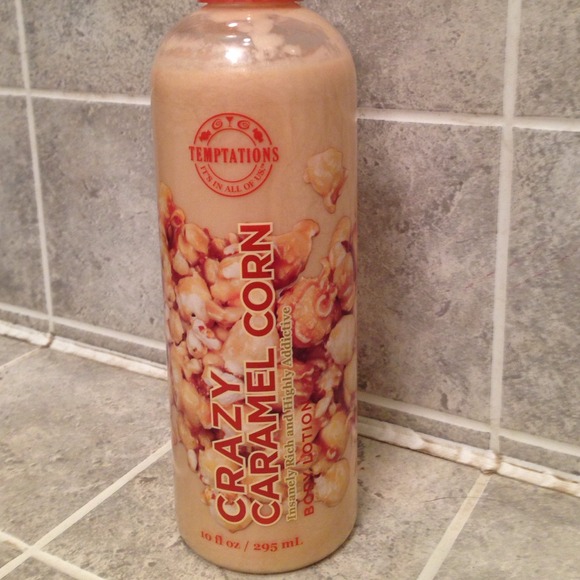 TEMPTATIONS
IT'S IN ALL OF US™
CRAZY
CARAMEL CORN
Insanely Rich and Highly Addictive
BODY LOTION
10 fl oz / 295 mL